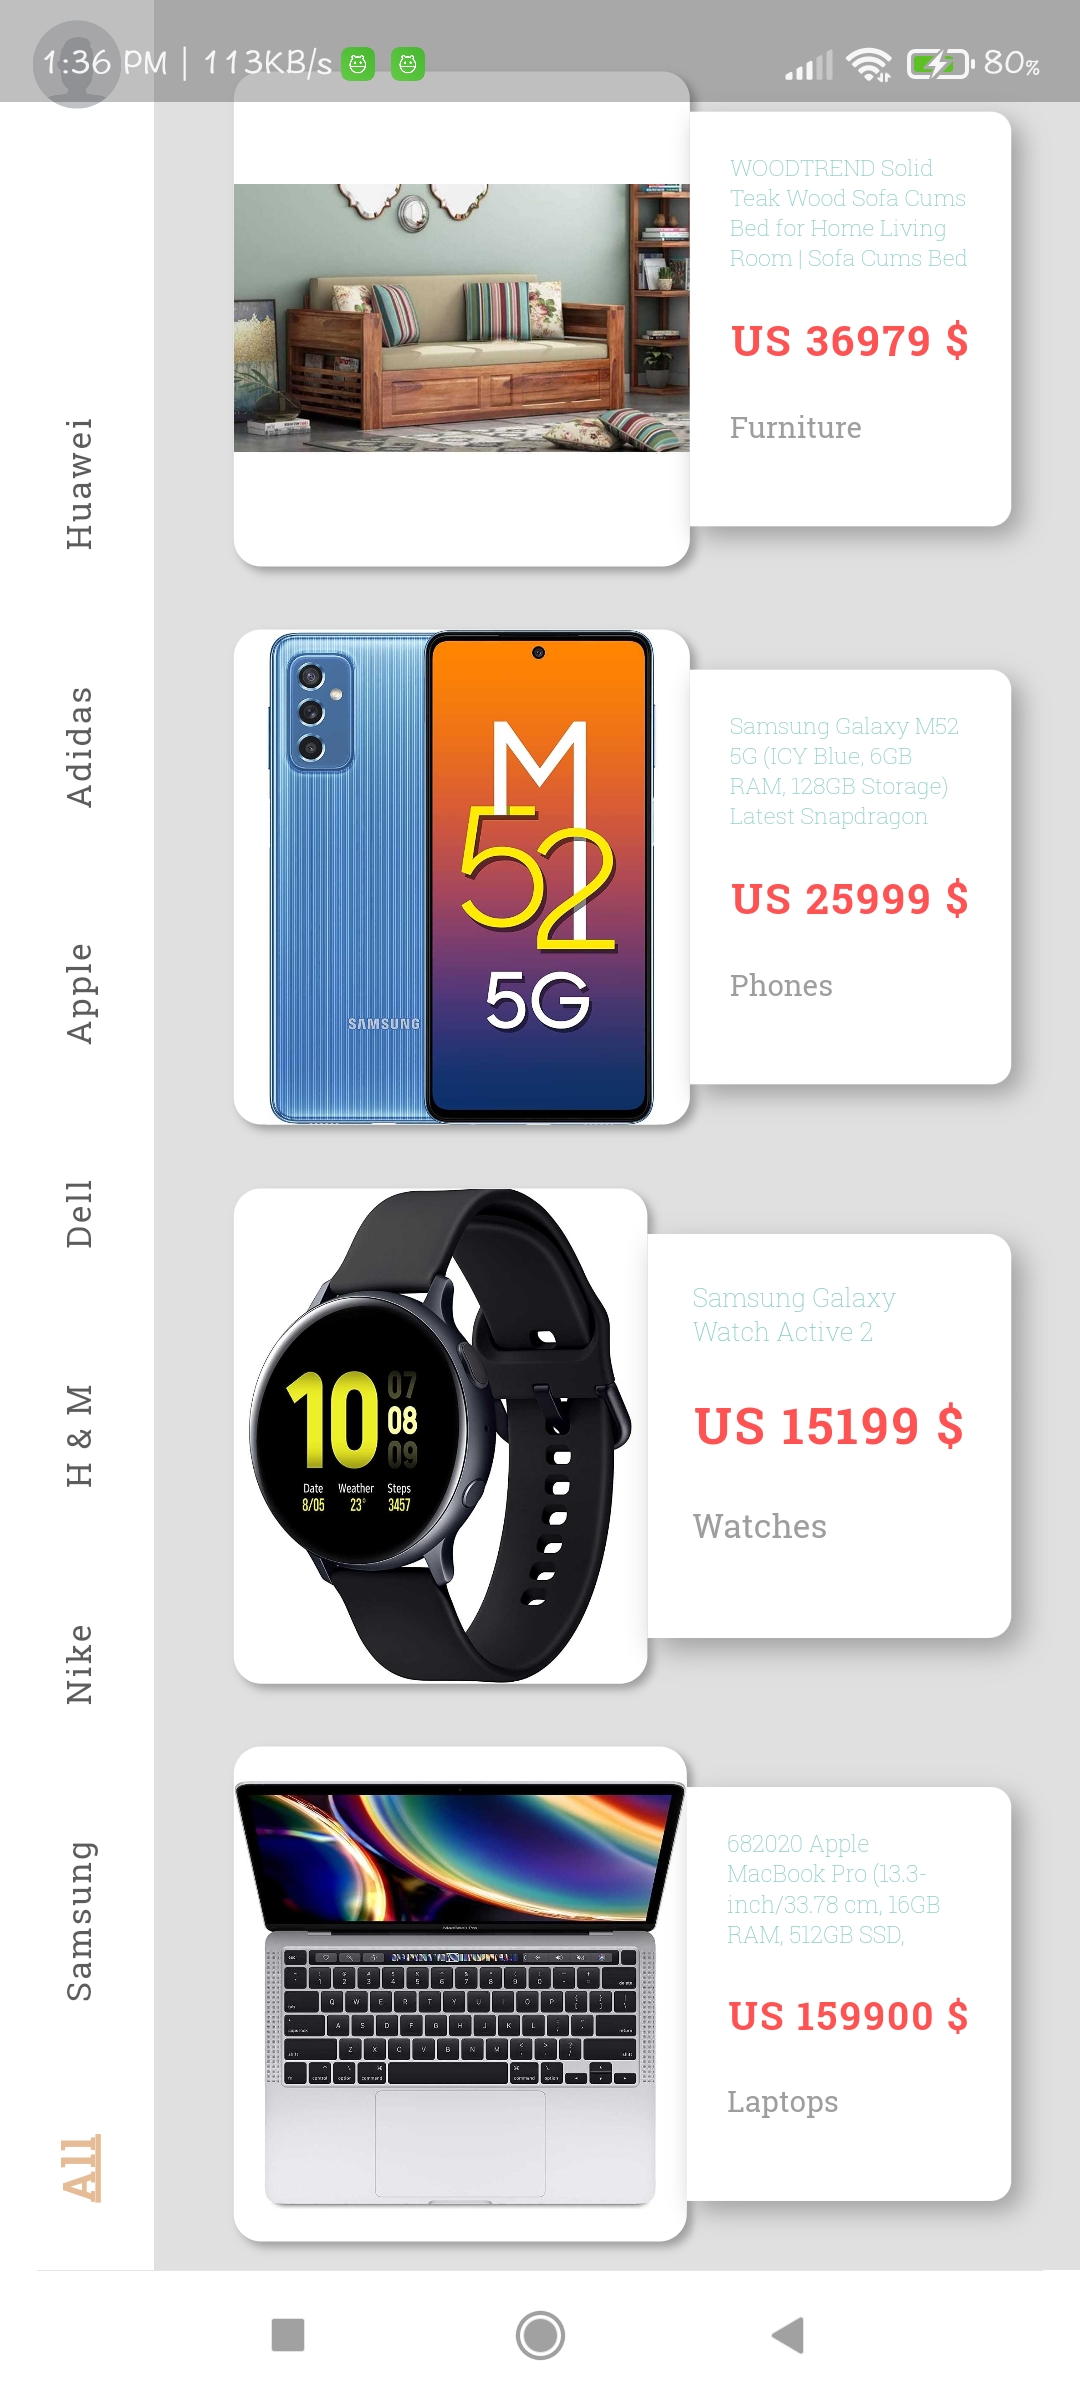 1:36 PM | 113KB/s
80%
Huawei
Adidas
Apple
Dell
H & M
Nike
Samsung
All
WOODTREND Solid
Teak Wood Sofa Cums
Bed for Home Living
Room | Sofa Cums Bed
US 36979 $
Furniture
M
52
5G
SAMSUNG
Samsung Galaxy M52
5G (ICY Blue, 6GB
RAM, 128GB Storage)
Latest Snapdragon
US 25999 $
Phones
10
07
08
09
Date Weather Steps
8/05 23° 3457
Samsung Galaxy
Watch Active 2
US 15199 $
Watches
MacBook Pro
682020 Apple
MacBook Pro (13.3-
inch/33.78 cm, 16GB
RAM, 512GB SSD,
US 159900 $
Laptops